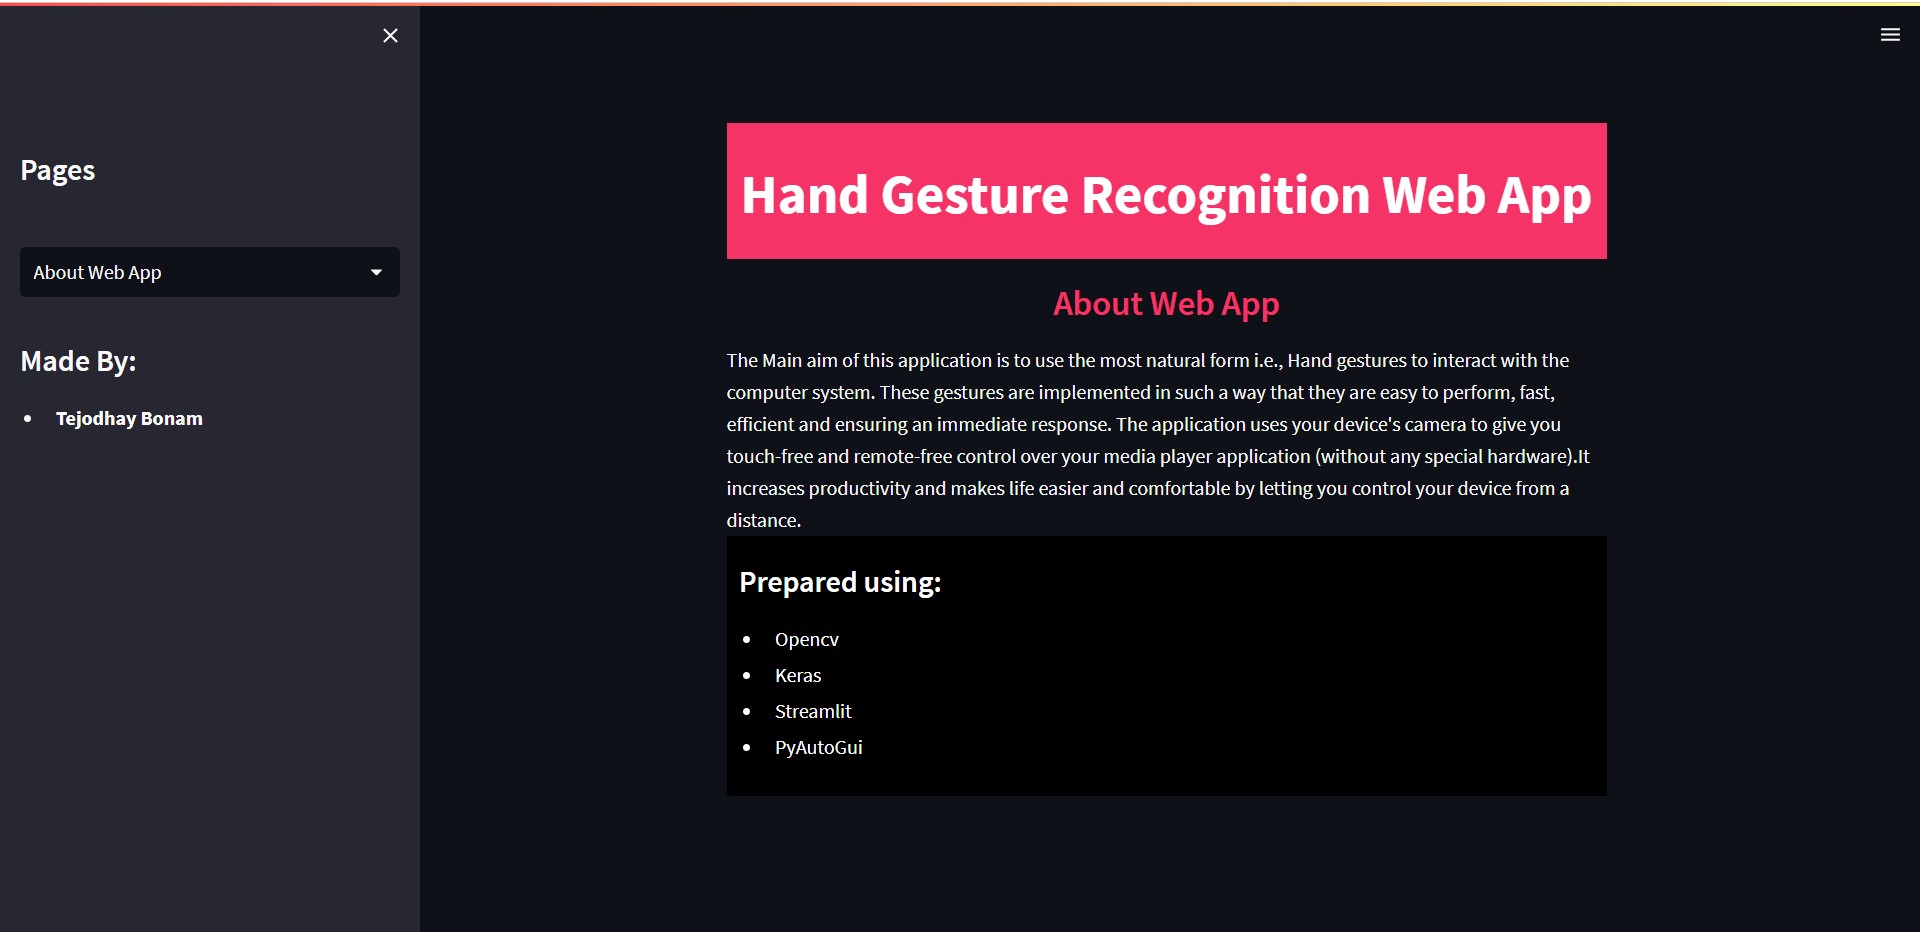 Pages
About Web App
Made By:
Tejodhay Bonam
Hand Gesture Recognition Web App
About Web App
The Main aim of this application is to use the most natural form i.e., Hand gestures to interact with the
computer system. These gestures are implemented in such a way that they are easy to perform, fast,
efficient and ensuring an immediate response. The application uses your device's camera to give you
touch-free and remote-free control over your media player application (without any special hardware).It
increases productivity and makes life easier and comfortable by letting you control your device from a
distance.
Prepared using:
Opencv
Keras
Streamlit
PyAutoGui